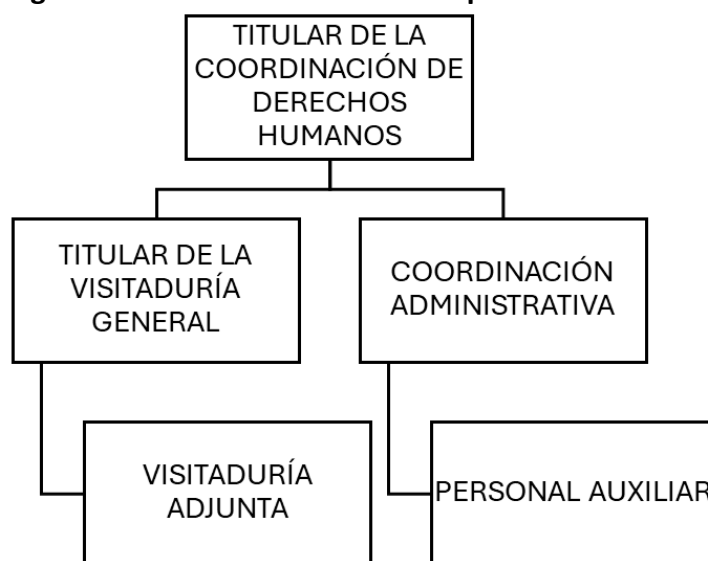 TITULAR DE LA
COORDINACIÓN DE
DERECHOS
HUMANOS
TITULAR DE LA
VISITADURÍA
GENERAL
COORDINACIÓN
ADMINISTRATIVA
VISITADURÍA
ADJUNTA
PERSONAL AUXILIAR